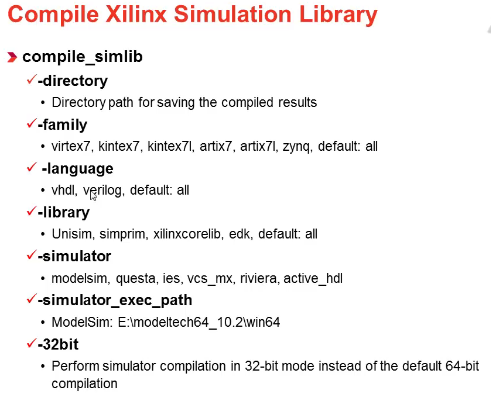 Compile Xilinx Simulation Library
compile_simlib
-directory
• Directory path for saving the compiled results
-family
• virtex7, kintex7, kintex7l, artix7, artix7l, zynq, default: all
-language
• vhdl, verilog, default: all
-library
• Unisim, simprim, xilinxcorelib, edk, default: all
-simulator
• modelsim, questa, ies, vcs_mx, riviera, active_hdl
-simulator_exec_path
• ModelSim: E:\modeltech64_10.2\win64
-32bit
• Perform simulator compilation in 32-bit mode instead of the default 64-bit
compilation